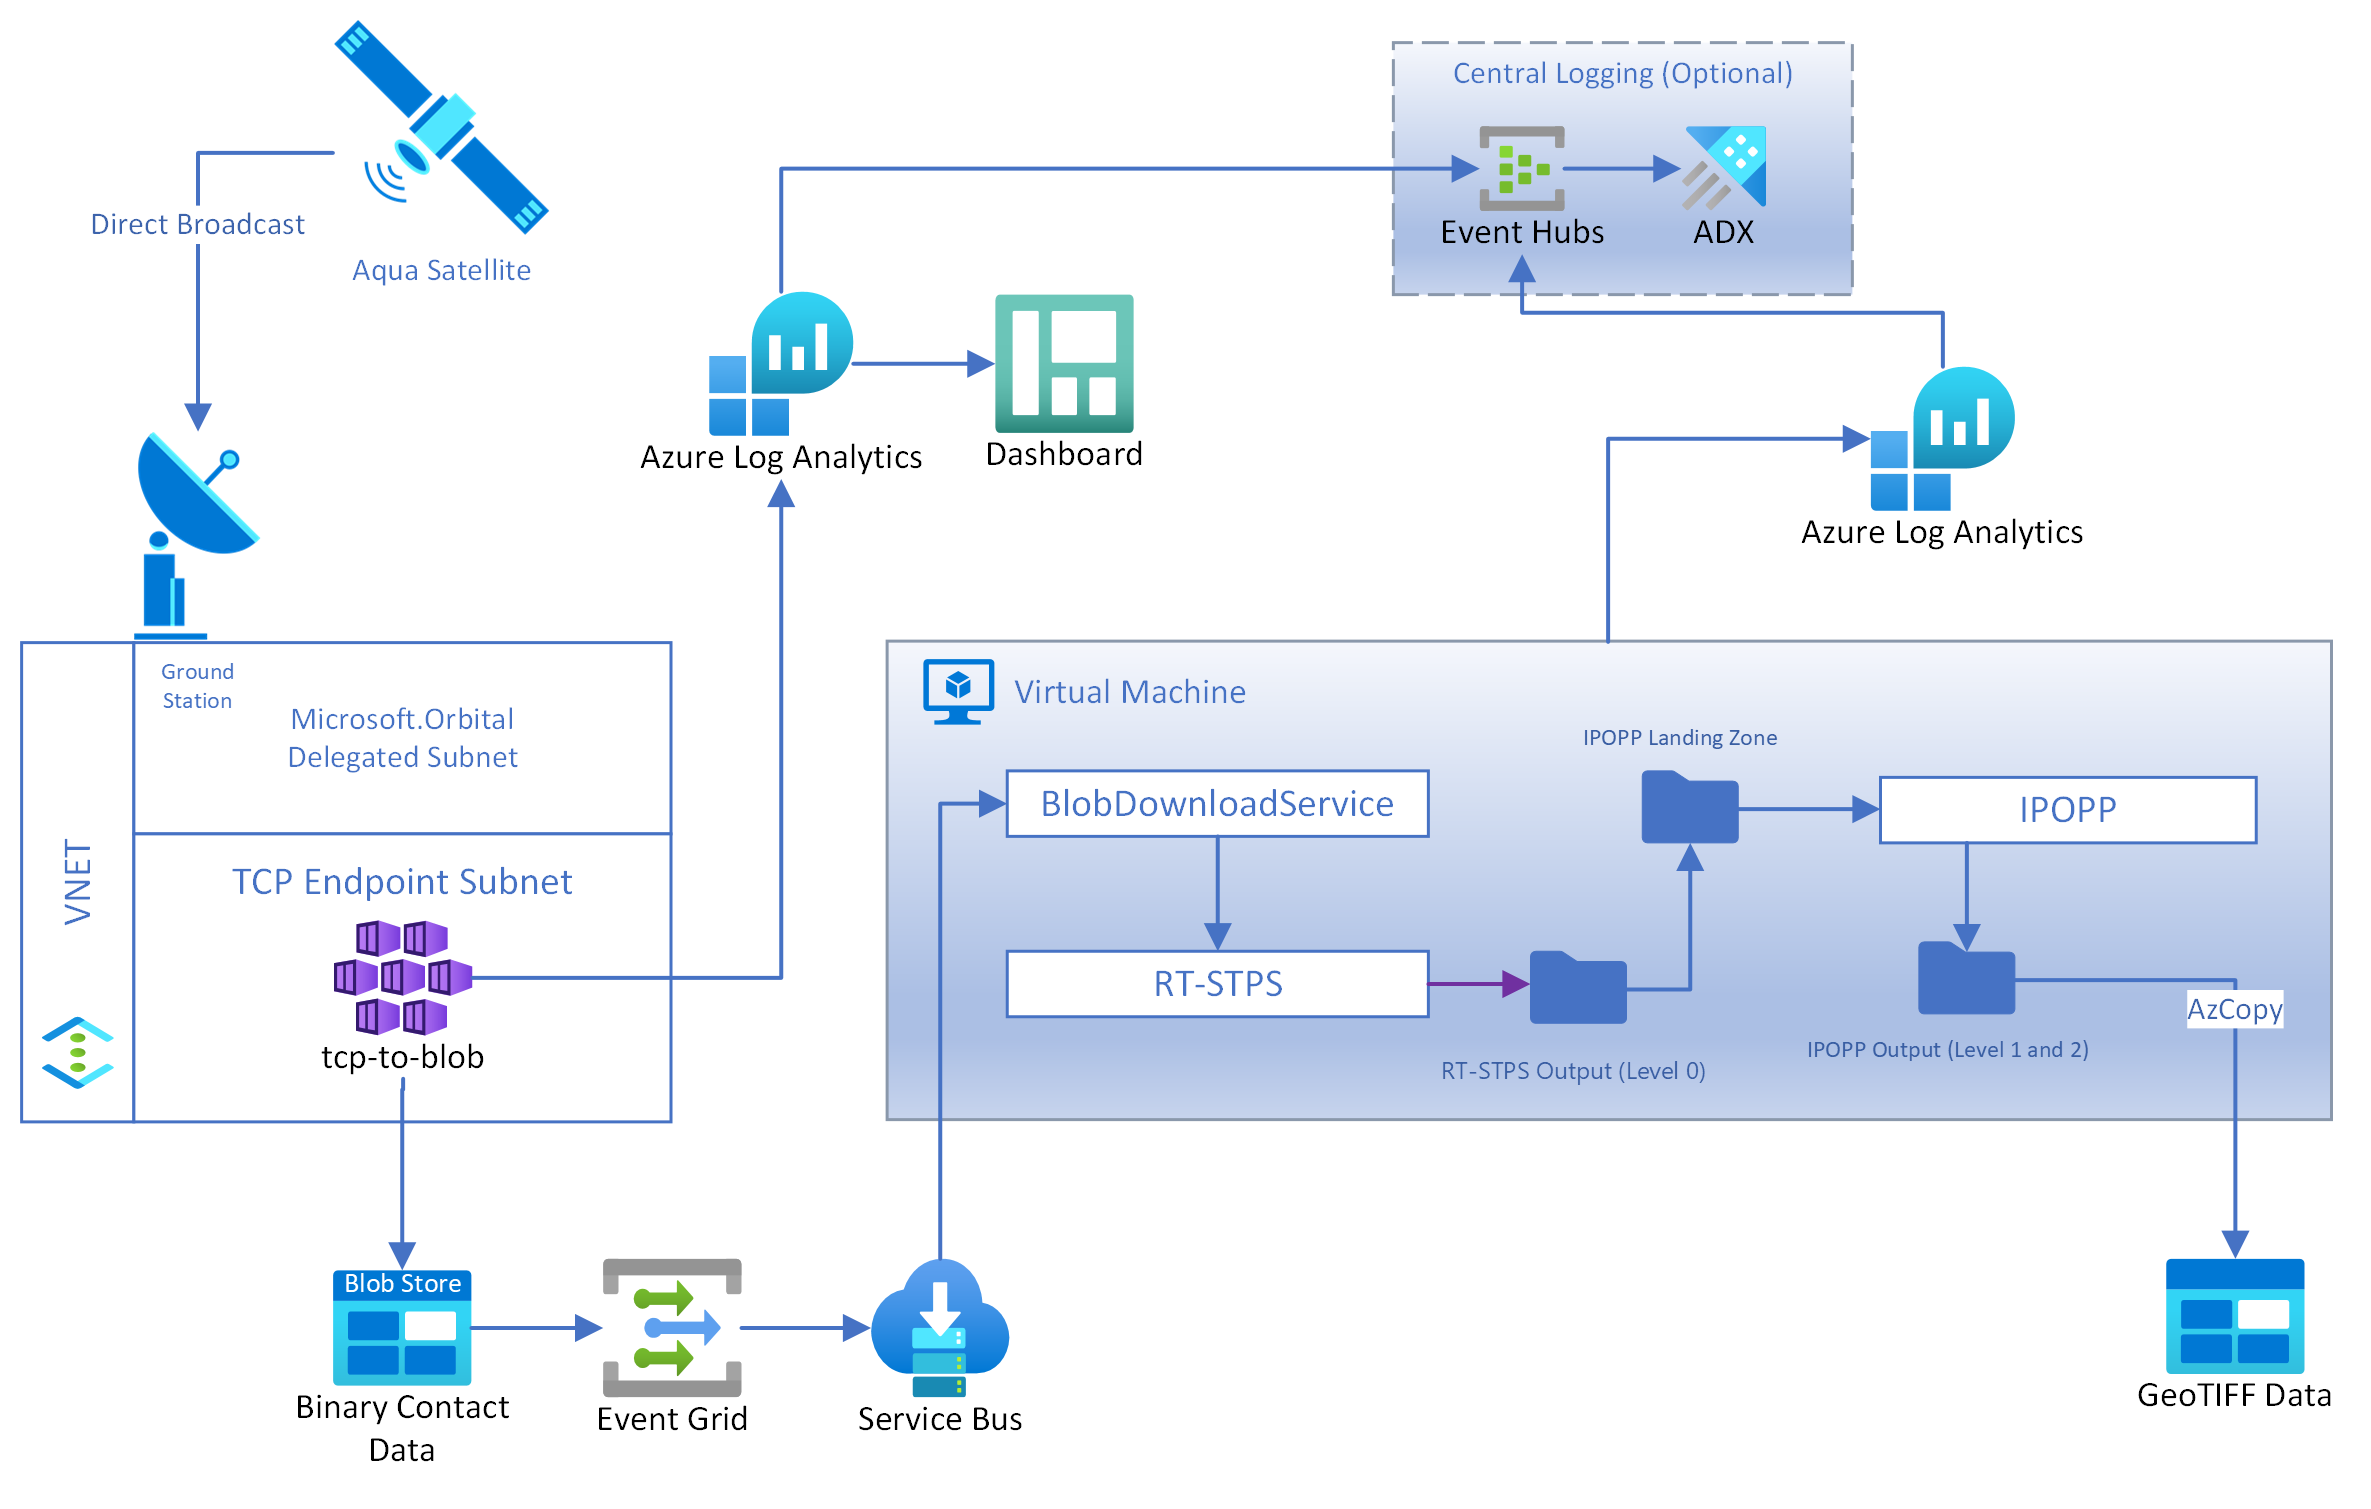 Direct Broadcast
Aqua Satellite
Central Logging (Optional)
Event Hubs
ADX
Azure Log Analytics
Dashboard
Azure Log Analytics
Ground
Station
Microsoft.Orbital
Delegated Subnet
VNET
TCP Endpoint Subnet
tcp-to-blob
Virtual Machine
IPOPP Landing Zone
BlobDownloadService
IPOPP
RT-STPS
RT-STPS Output (Level 0)
IPOPP Output (Level 1 and 2)
AzCopy
Blob Store
Binary Contact
Data
Event Grid
Service Bus
GeoTIFF Data